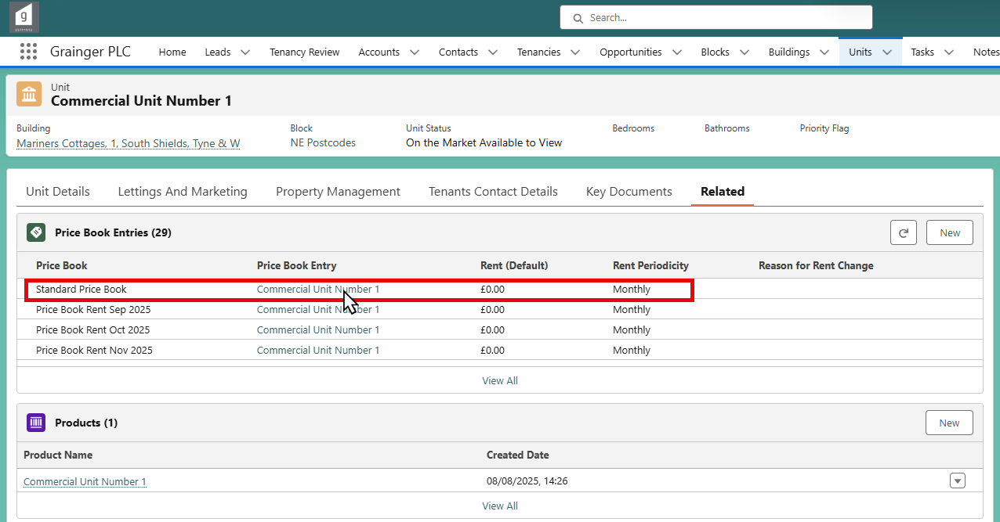 g
Search...
Grainger PLC Home Leads Tenancy Review Accounts Contacts Tenancies Opportunities Blocks Buildings Units Tasks Notes
Unit
Commercial Unit Number 1
Building Block Unit Status Bedrooms Bathrooms Priority Flag
Mariners Cottages, 1, South Shields, Tyne & W NE Postcodes On the Market Available to View
Unit Details Lettings And Marketing Property Management Tenants Contact Details Key Documents Related
Price Book Entries (29) New
Price Book Price Book Entry Rent (Default) Rent Periodicity Reason for Rent Change
Standard Price Book Commercial Unit Number 1 £0.00 Monthly
Price Book Rent Sep 2025 Commercial Unit Number 1 £0.00 Monthly
Price Book Rent Oct 2025 Commercial Unit Number 1 £0.00 Monthly
Price Book Rent Nov 2025 Commercial Unit Number 1 £0.00 Monthly
View All
Products (1) New
Product Name Created Date
Commercial Unit Number 1 08/08/2025, 14:26
View All